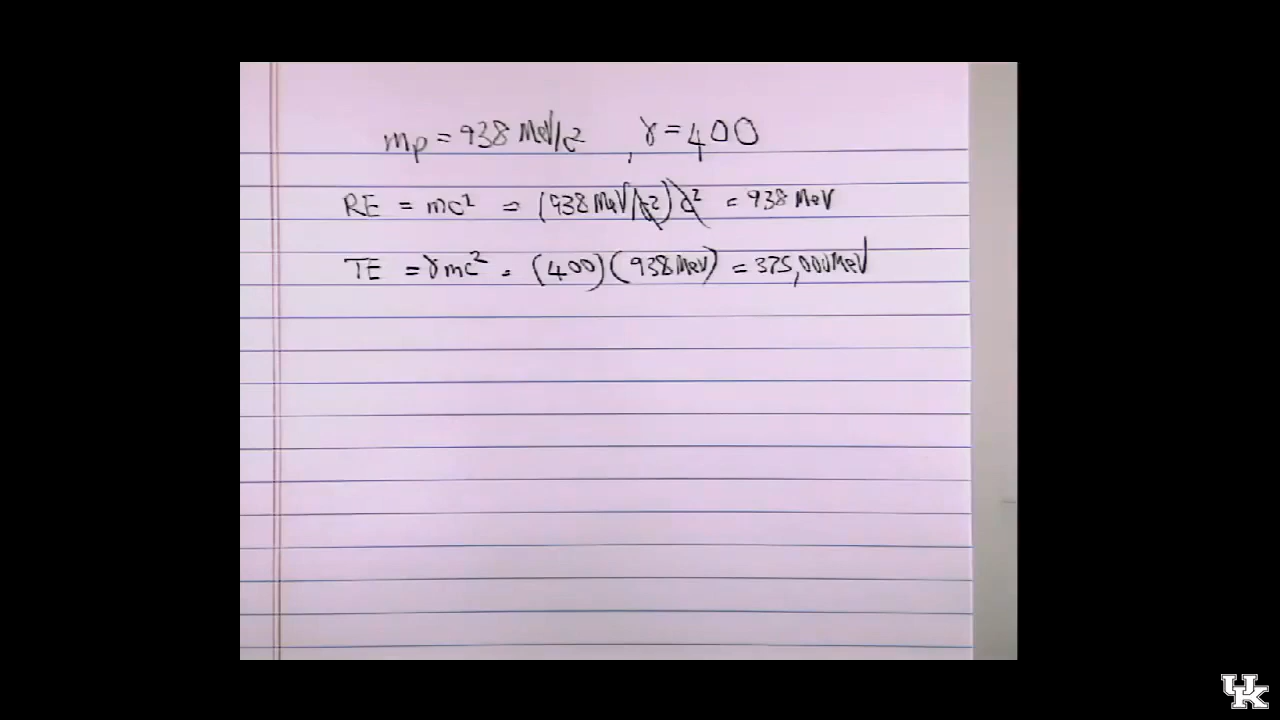 mp = 938 MeV/c², γ = 400
RE = mc² = (938 MeV/c²)c² = 938 MeV
TE = γmc² = (400)(938 MeV) = 375,000 MeV
UK